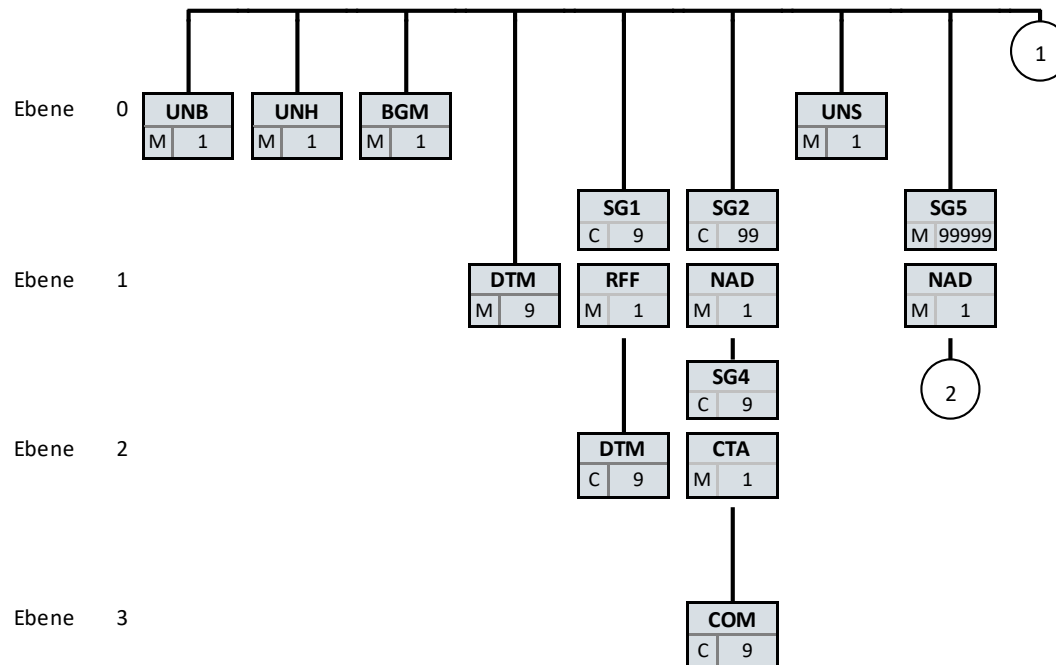 1
Ebene 0
UNB UNH BGM UNS
M 1 M 1 M 1 M 1
SG1 SG2 SG5
C 9 C 99 M 99999
Ebene 1
DTM RFF NAD NAD
M 9 M 1 M 1 M 1
SG4
C 9
2
Ebene 2
DTM CTA
C 9 M 1
Ebene 3
COM
C 9